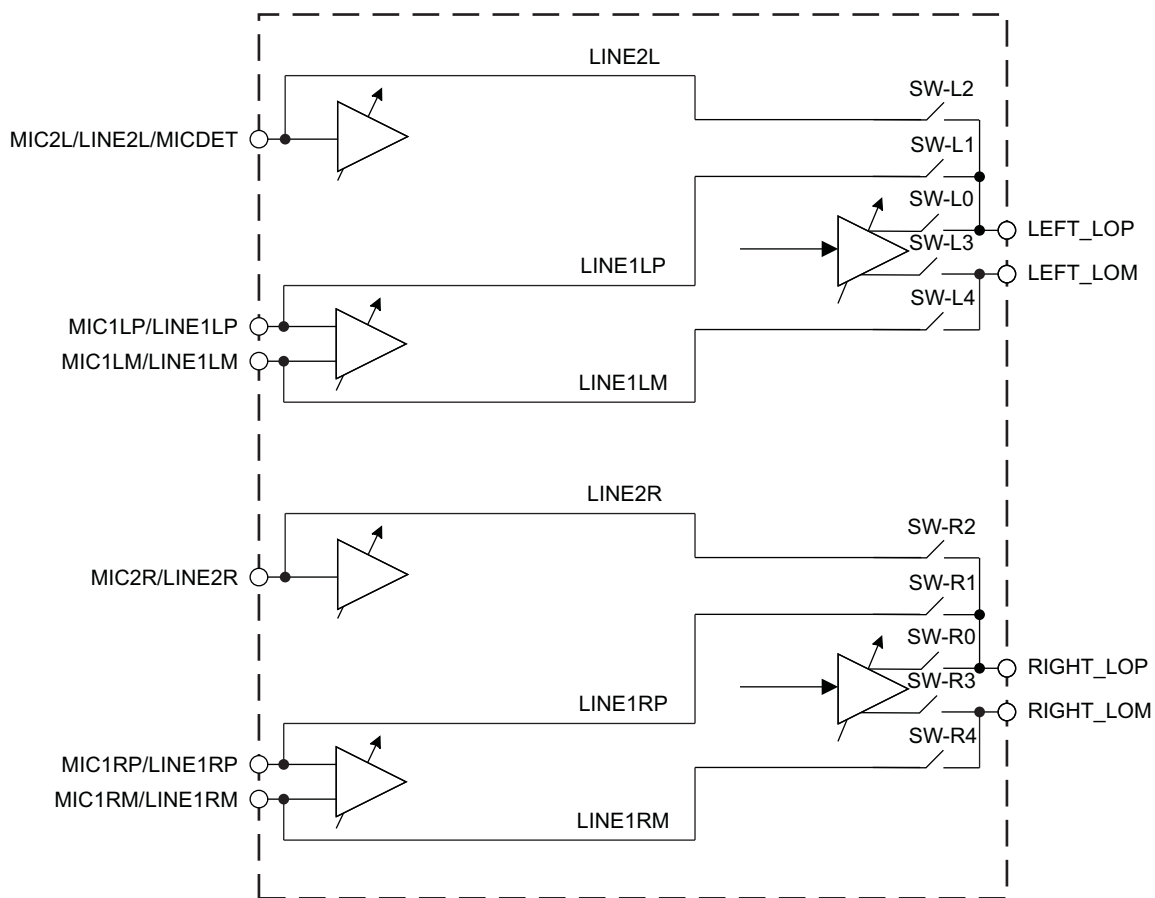 LINE2L
SW-L2
MIC2L/LINE2L/MICDET
SW-L1
SW-L0
LEFT_LOP
SW-L3
LINE1LP
LEFT_LOM
SW-L4
MIC1LP/LINE1LP
MIC1LM/LINE1LM
LINE1LM
LINE2R
SW-R2
MIC2R/LINE2R
SW-R1
SW-R0
RIGHT_LOP
SW-R3
LINE1RP
RIGHT_LOM
SW-R4
MIC1RP/LINE1RP
MIC1RM/LINE1RM
LINE1RM